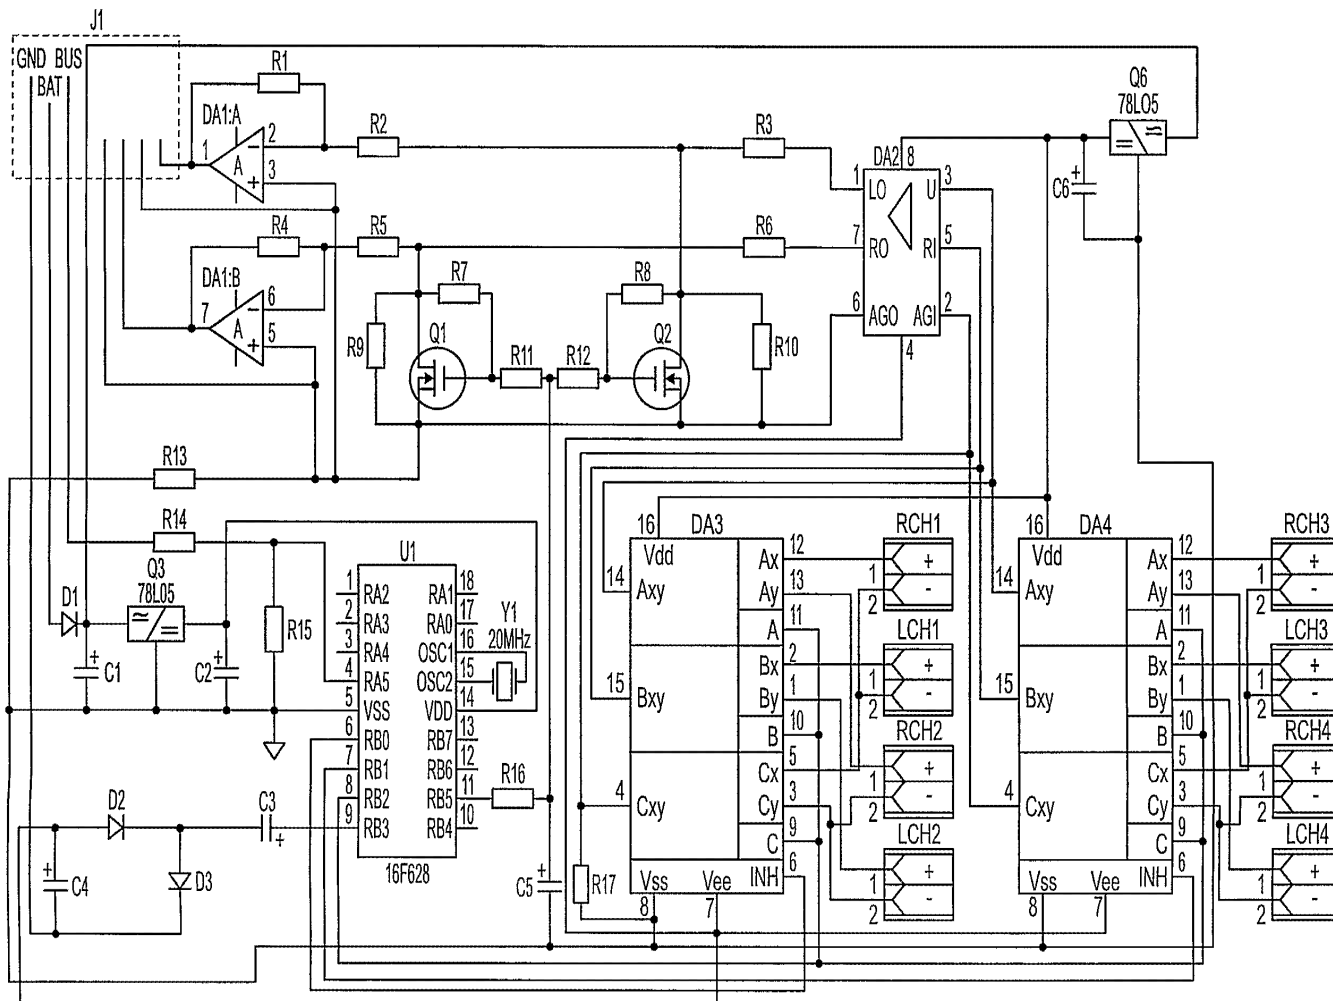 J1
GND BUS
BAT
R1
DA1:A
2
1
A
3
- +
R2
R3
Q6
78LO5
DA2 8
1 LO U 3
C6 +
R4
R5
R6
7 RO RI 5
DA1:B
6
7
A
5
- +
R7
R8
6 AGO AGI 2
4
R9
Q1
R11
R12
Q2
R10
R13
R14
Q3
78L05
D1
+ C1
C2 +
R15
U1
1 RA2 RA1 18
2 RA3 RA0 17
3 RA4 OSC1 16
4 RA5 OSC2 15
5 VSS VDD 14
6 RB0 RB7 13
7 RB1 RB6 12
8 RB2 RB5 11
9 RB3 RB4 10
16F628
Y1
20MHz
R16
D2
C3
+
C4 +
D3
C5 +
R17
16 DA3
Vdd
14 Axy
15 Bxy
4 Cxy
Ax 12
Ay 13
A 11
Bx 2
By 1
B 10
Cx 5
Cy 3
C 9
INH 6
Vss Vee
8 7
RCH1
1 +
2 -
LCH1
1 +
2 -
RCH2
1 +
2 -
LCH2
1 +
2 -
16 DA4
Vdd
14 Axy
15 Bxy
4 Cxy
Ax 12
Ay 13
A 11
Bx 2
By 1
B 10
Cx 5
Cy 3
C 9
INH 6
Vss Vee
8 7
RCH3
1 +
2 -
LCH3
1 +
2 -
RCH4
1 +
2 -
LCH4
1 +
2 -